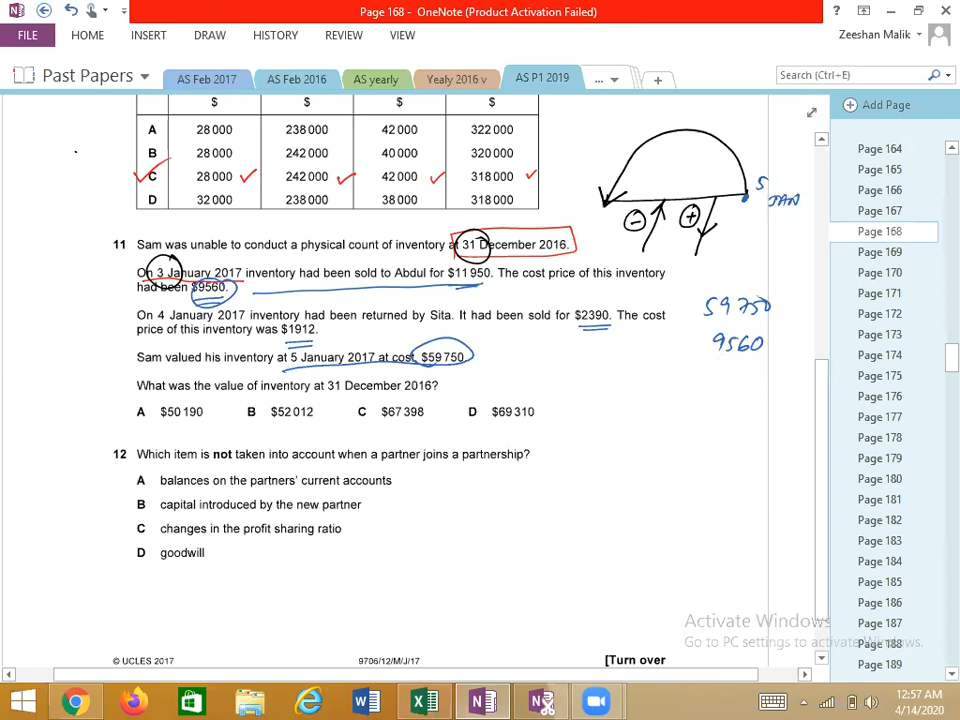 Page 168 - OneNote (Product Activation Failed)
FILE HOME INSERT DRAW HISTORY REVIEW VIEW Zeeshan Malik
Past Papers AS Feb 2017 AS Feb 2016 AS yearly Yealy 2016 v AS P1 2019 ... + Search (Ctrl+E)
Add Page
$ $ $ $
A 28 000 238 000 42 000 322 000
B 28 000 242 000 40 000 320 000
C 28 000 242 000 42 000 318 000
D 32 000 238 000 38 000 318 000
5
JAN
11 Sam was unable to conduct a physical count of inventory at 31 December 2016.
On 3 January 2017 inventory had been sold to Abdul for $11 950. The cost price of this inventory
had been $9560.
On 4 January 2017 inventory had been returned by Sita. It had been sold for $2390. The cost
price of this inventory was $1912.
Sam valued his inventory at 5 January 2017 at cost, $59 750.
59750
9560
What was the value of inventory at 31 December 2016?
A $50 190 B $52 012 C $67 398 D $69 310
12 Which item is not taken into account when a partner joins a partnership?
A balances on the partners' current accounts
B capital introduced by the new partner
C changes in the profit sharing ratio
D goodwill
© UCLES 2017 9706/12/M/J/17 [Turn over
Page 164
Page 165
Page 166
Page 167
Page 168
Page 169
Page 170
Page 171
Page 172
Page 173
Page 174
Page 175
Page 176
Page 177
Page 178
Page 179
Page 180
Page 181
Page 182
Page 183
Page 184
Page 185
Page 186
Page 187
Page 188
Page 189
Activate Windows
Go to PC settings to activate Windows.
12:57 AM
4/14/2020